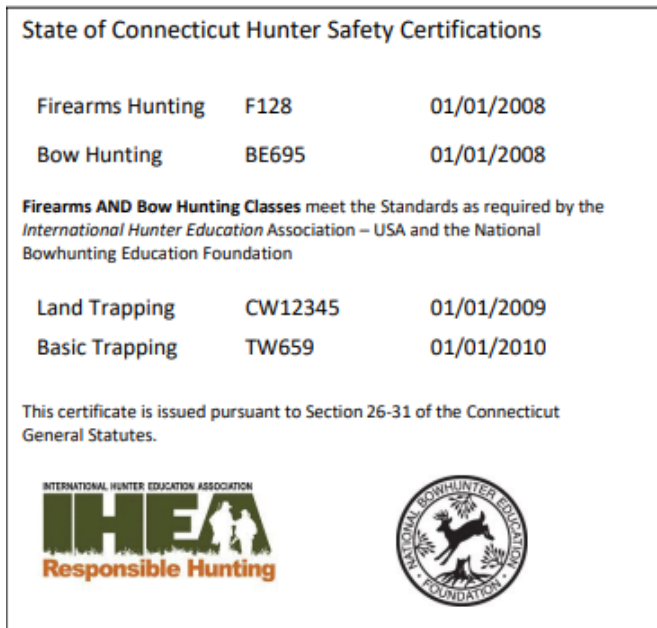 State of Connecticut Hunter Safety Certifications
Firearms Hunting F128 01/01/2008
Bow Hunting BE695 01/01/2008
Firearms AND Bow Hunting Classes meet the Standards as required by the
International Hunter Education Association – USA and the National
Bowhunting Education Foundation
Land Trapping CW12345 01/01/2009
Basic Trapping TW659 01/01/2010
This certificate is issued pursuant to Section 26-31 of the Connecticut
General Statutes.
INTERNATIONAL HUNTER EDUCATION ASSOCIATION
IHEA
Responsible Hunting
NATIONAL BOWHUNTER EDUCATION
· FOUNDATION ·